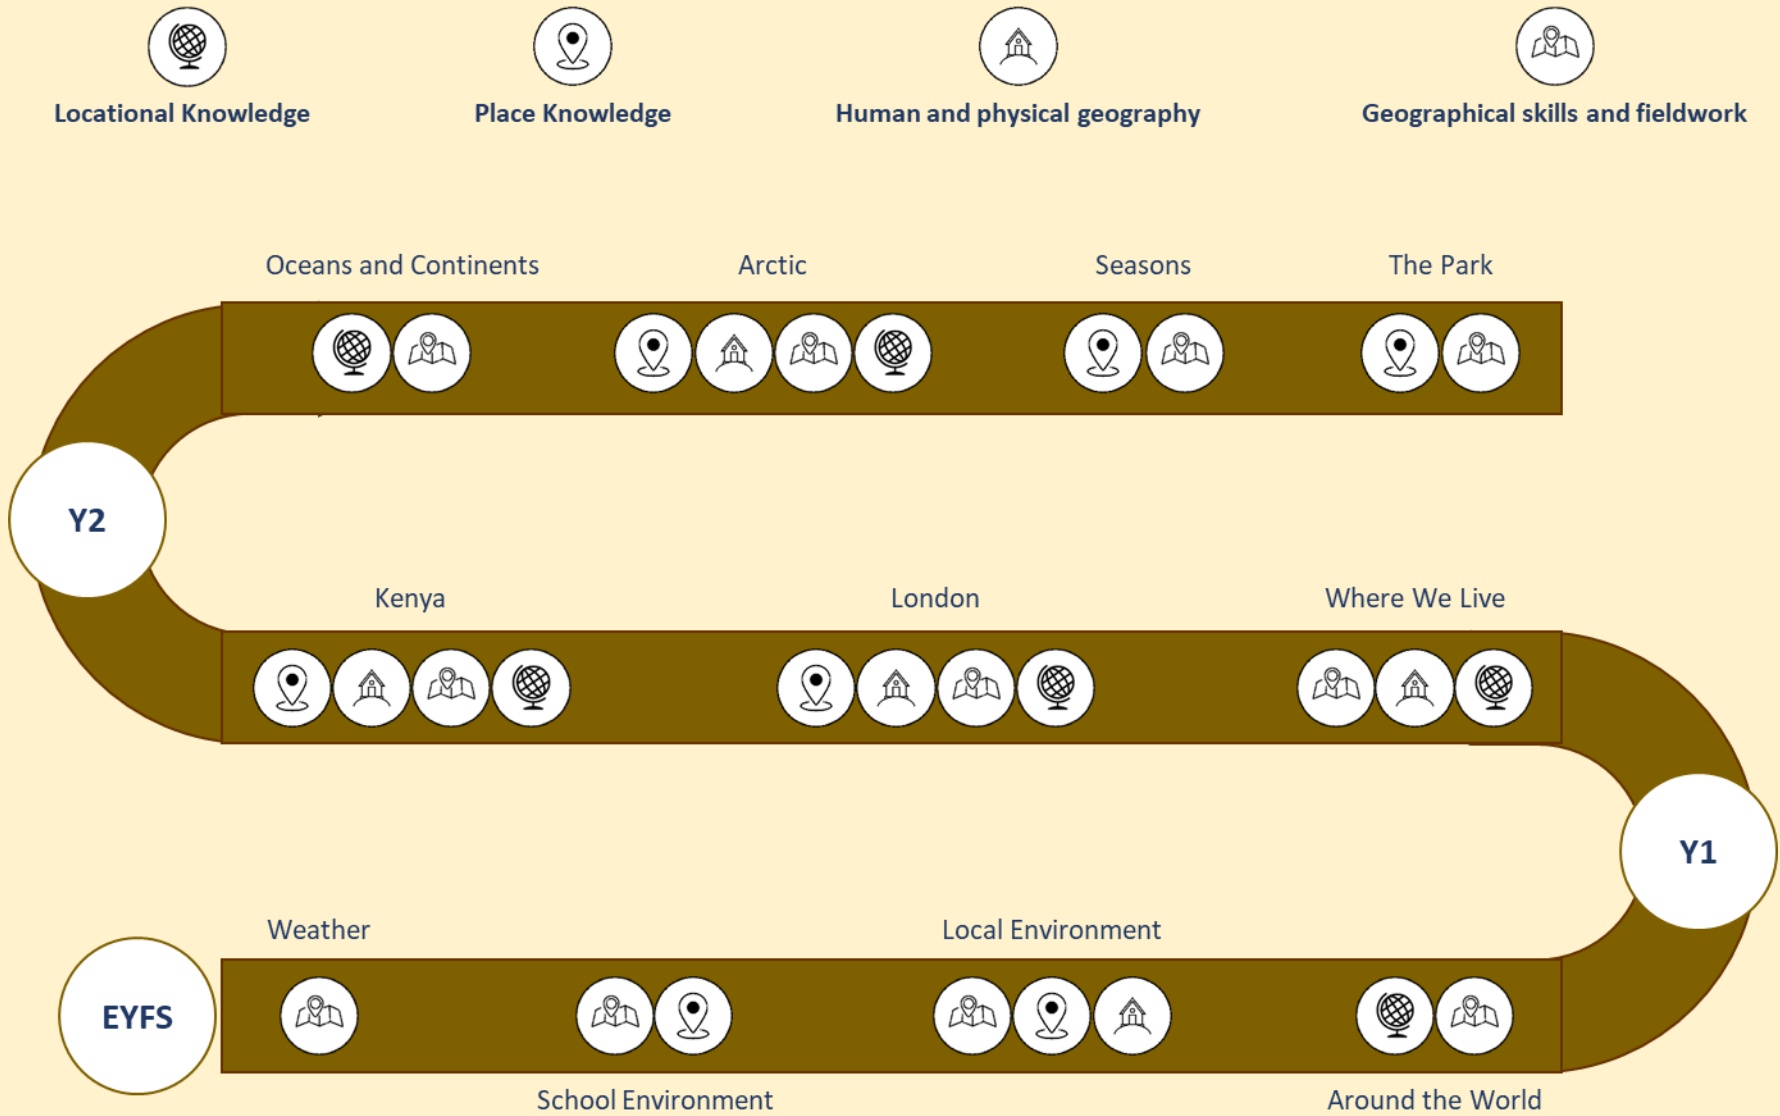 Locational Knowledge
Place Knowledge
Human and physical geography
Geographical skills and fieldwork
Oceans and Continents
Arctic
Seasons
The Park
Y2
Kenya
London
Where We Live
Y1
Weather
Local Environment
EYFS
School Environment
Around the World